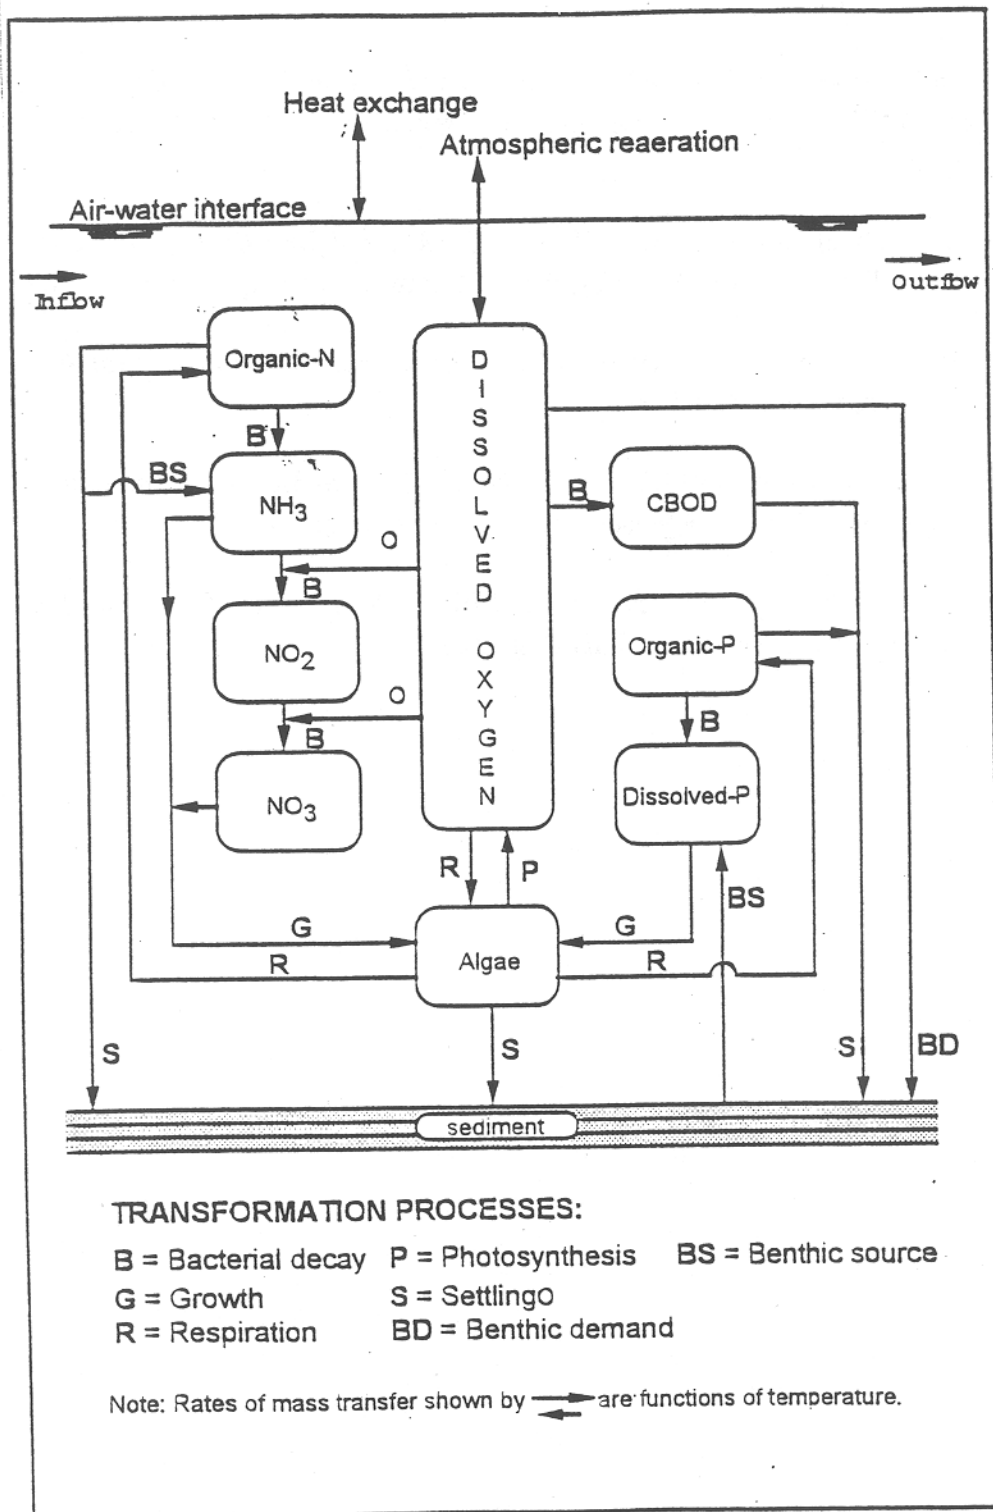 Heat exchange
Atmospheric reaeration
Air-water interface
Inflow
Outflow
Organic-N
B
BS
NH3
O
B
NO2
O
B
NO3
DISSOLVED OXYGEN
B
CBOD
Organic-P
B
Dissolved-P
R
P
BS
G
G
R
Algae
R
S
S
S
BD
sediment
TRANSFORMATION PROCESSES:
B = Bacterial decay P = Photosynthesis BS = Benthic source
G = Growth S = Settlingo
R = Respiration BD = Benthic demand
Note: Rates of mass transfer shown by are functions of temperature.